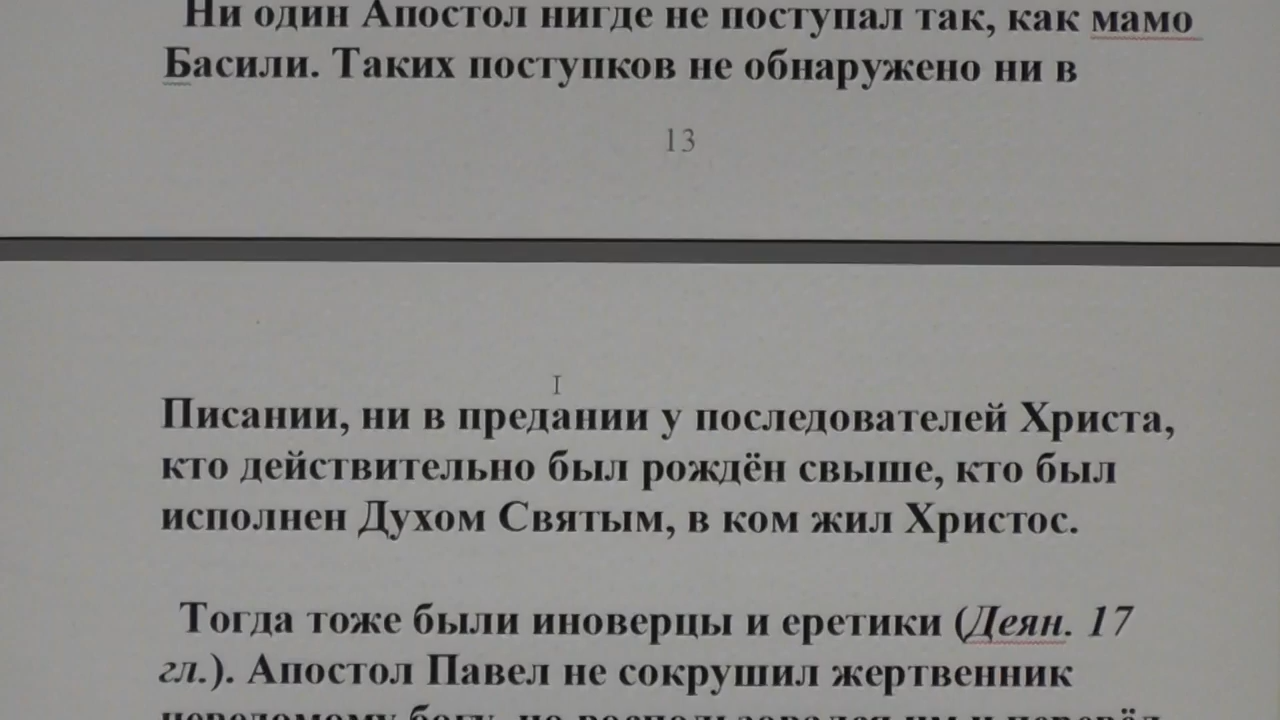 Ни один Апостол нигде не поступал так, как мамо
Басили. Таких поступков не обнаружено ни в
13
Писании, ни в предании у последователей Христа,
кто действительно был рождён свыше, кто был
исполнен Духом Святым, в ком жил Христос.
Тогда тоже были иноверцы и еретики (Деян. 17
гл.). Апостол Павел не сокрушил жертвенник